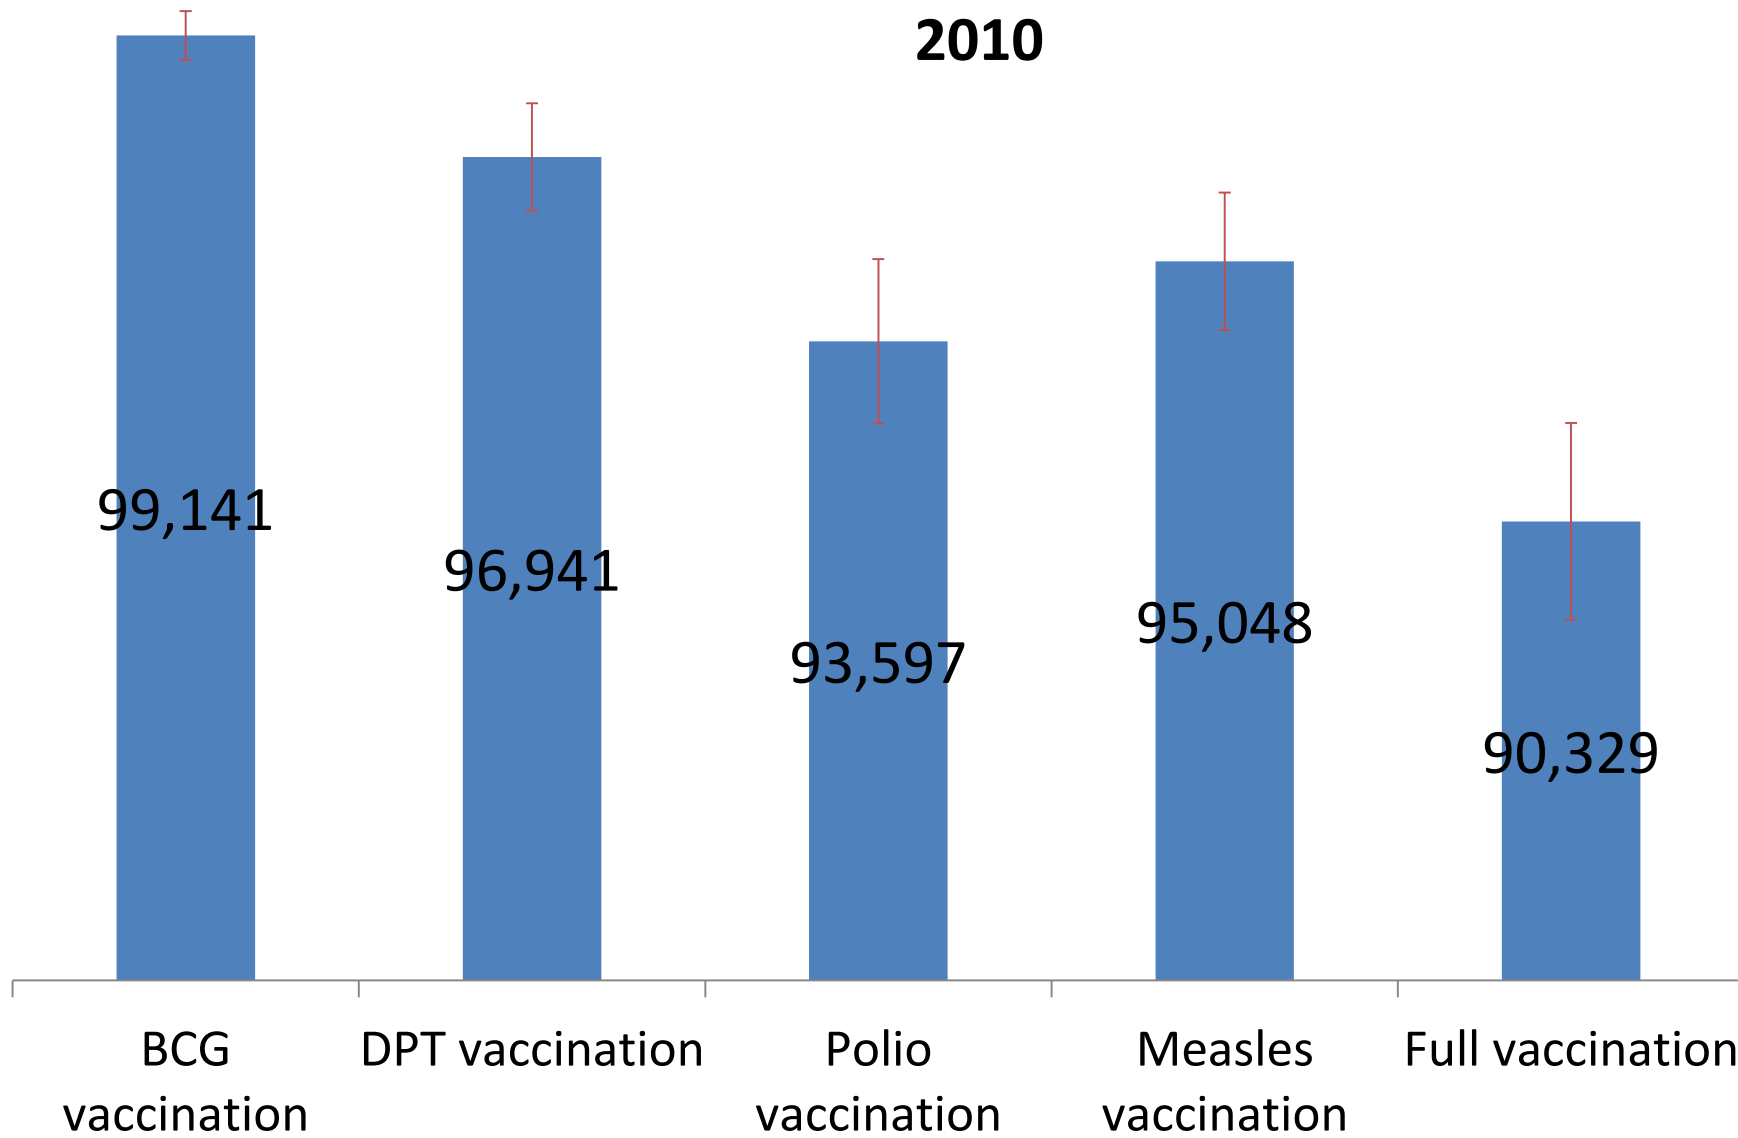 2010
99,141
96,941
93,597
95,048
90,329
BCG
vaccination
DPT vaccination
Polio
vaccination
Measles
vaccination
Full vaccination